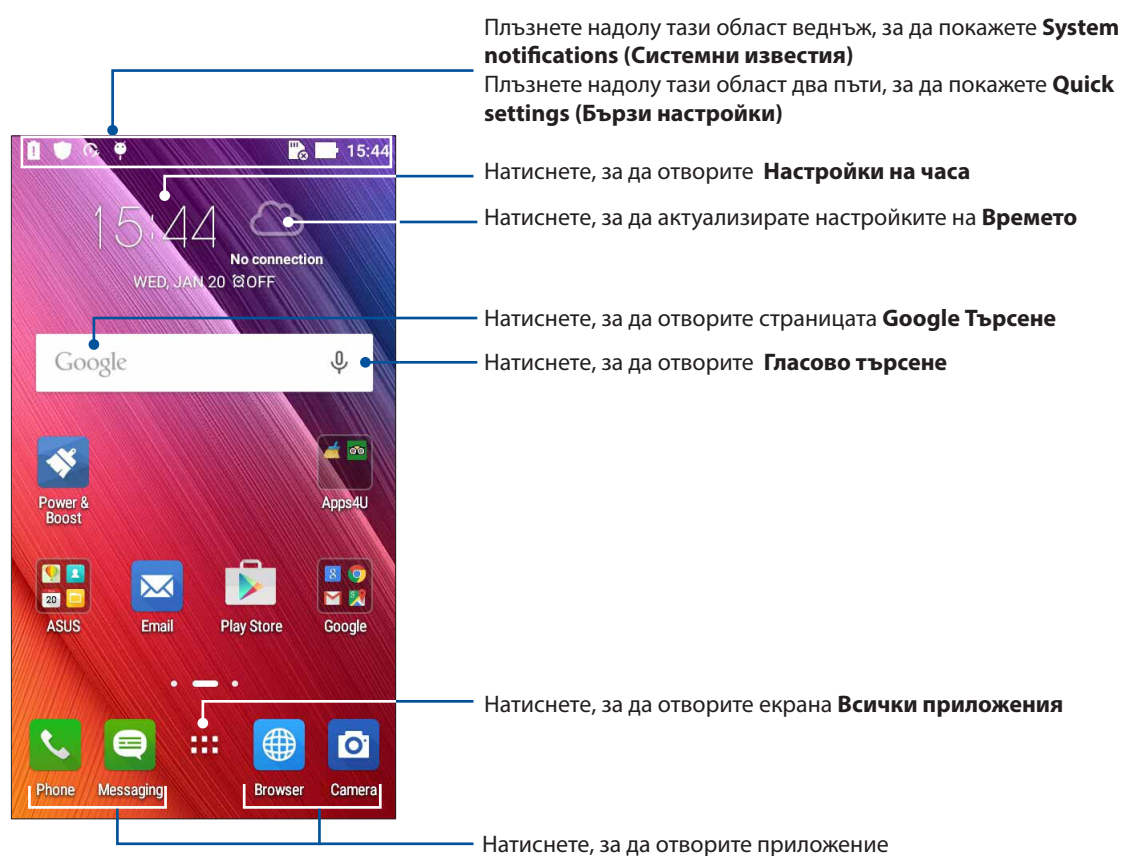 Плъзнете надолу тази област веднъж, за да покажете System
notifications (Системни известия)
Плъзнете надолу тази област два пъти, за да покажете Quick
settings (Бързи настройки)
15:44
Натиснете, за да отворите Настройки на часа
15:44
Натиснете, за да актуализирате настройките на Времето
No connection
WED, JAN 20 OFF
Натиснете, за да отворите страницата Google Търсене
Google
Натиснете, за да отворите Гласово търсене
Power &
Boost
Apps4U
20
8
ASUS
Email
Play Store
Google
Натиснете, за да отворите екрана Всички приложения
Phone
Messaging
Browser
Camera
Натиснете, за да отворите приложение